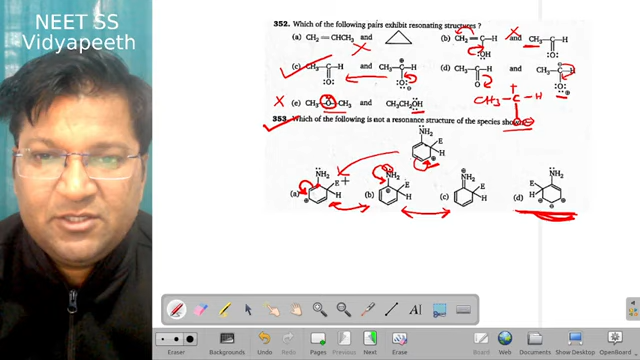 NEET SS
Vidyapeeth
352. Which of the following pairs exhibit resonating structures ?
(a) CH₂=CHCH₃ and
(b) CH₂=C—H and CH₃—C—H
:OH :O:
(c) CH₃—C—H and CH₃—C—H
:O: :O:
(d) CH₃—C—H and CH₃—C—H
O :O:
CH₃—C—H
(e) CH₃—O—CH₃ and CH₃CH₂OH
353. Which of the following is not a resonance structure of the species
NH₂
E
H
(a) NH₂ E H
(b) NH₂ E H
(c) NH₂ E H
(d) NH₂ E H
Eraser
Backgrounds
Undo
Redo
Pages
Previous
Next
Erase
Board
Web
Documents
Show Desktop
OpenBoard